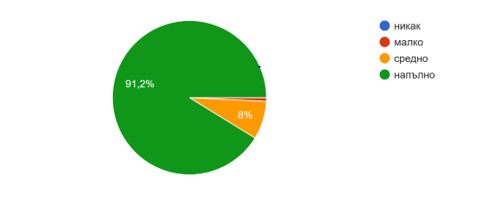 никак
малко
средно
напълно
91,2%
8%